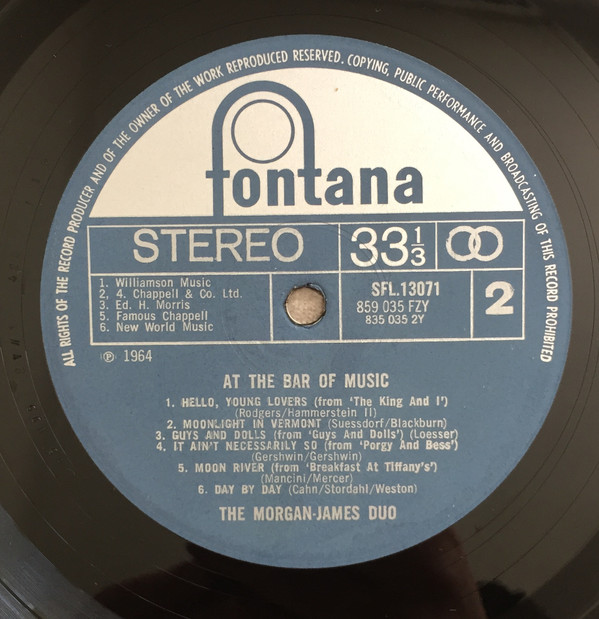 ALL RIGHTS OF THE RECORD PRODUCER AND OF THE OWNER OF THE WORK REPRODUCED RESERVED. COPYING, PUBLIC PERFORMANCE AND BROADCASTING OF THIS RECORD PROHIBITED
fontana
STEREO 33⅓
1. Williamson Music
2, 4. Chappell & Co. Ltd.
3. Ed. H. Morris
5. Famous Chappell
6. New World Music
SFL.13071
859 035 FZY
835 035 2Y
2
℗ 1964
AT THE BAR OF MUSIC
1. HELLO, YOUNG LOVERS (from 'The King And I')
(Rodgers/Hammerstein II)
2. MOONLIGHT IN VERMONT (Suessdorf/Blackburn)
3. GUYS AND DOLLS (from 'Guys And Dolls') (Loesser)
4. IT AIN'T NECESSARILY SO (from 'Porgy And Bess')
(Gershwin/Gershwin)
5. MOON RIVER (from 'Breakfast At Tiffany's')
(Mancini/Mercer)
6. DAY BY DAY (Cahn/Stordahl/Weston)
THE MORGAN-JAMES DUO